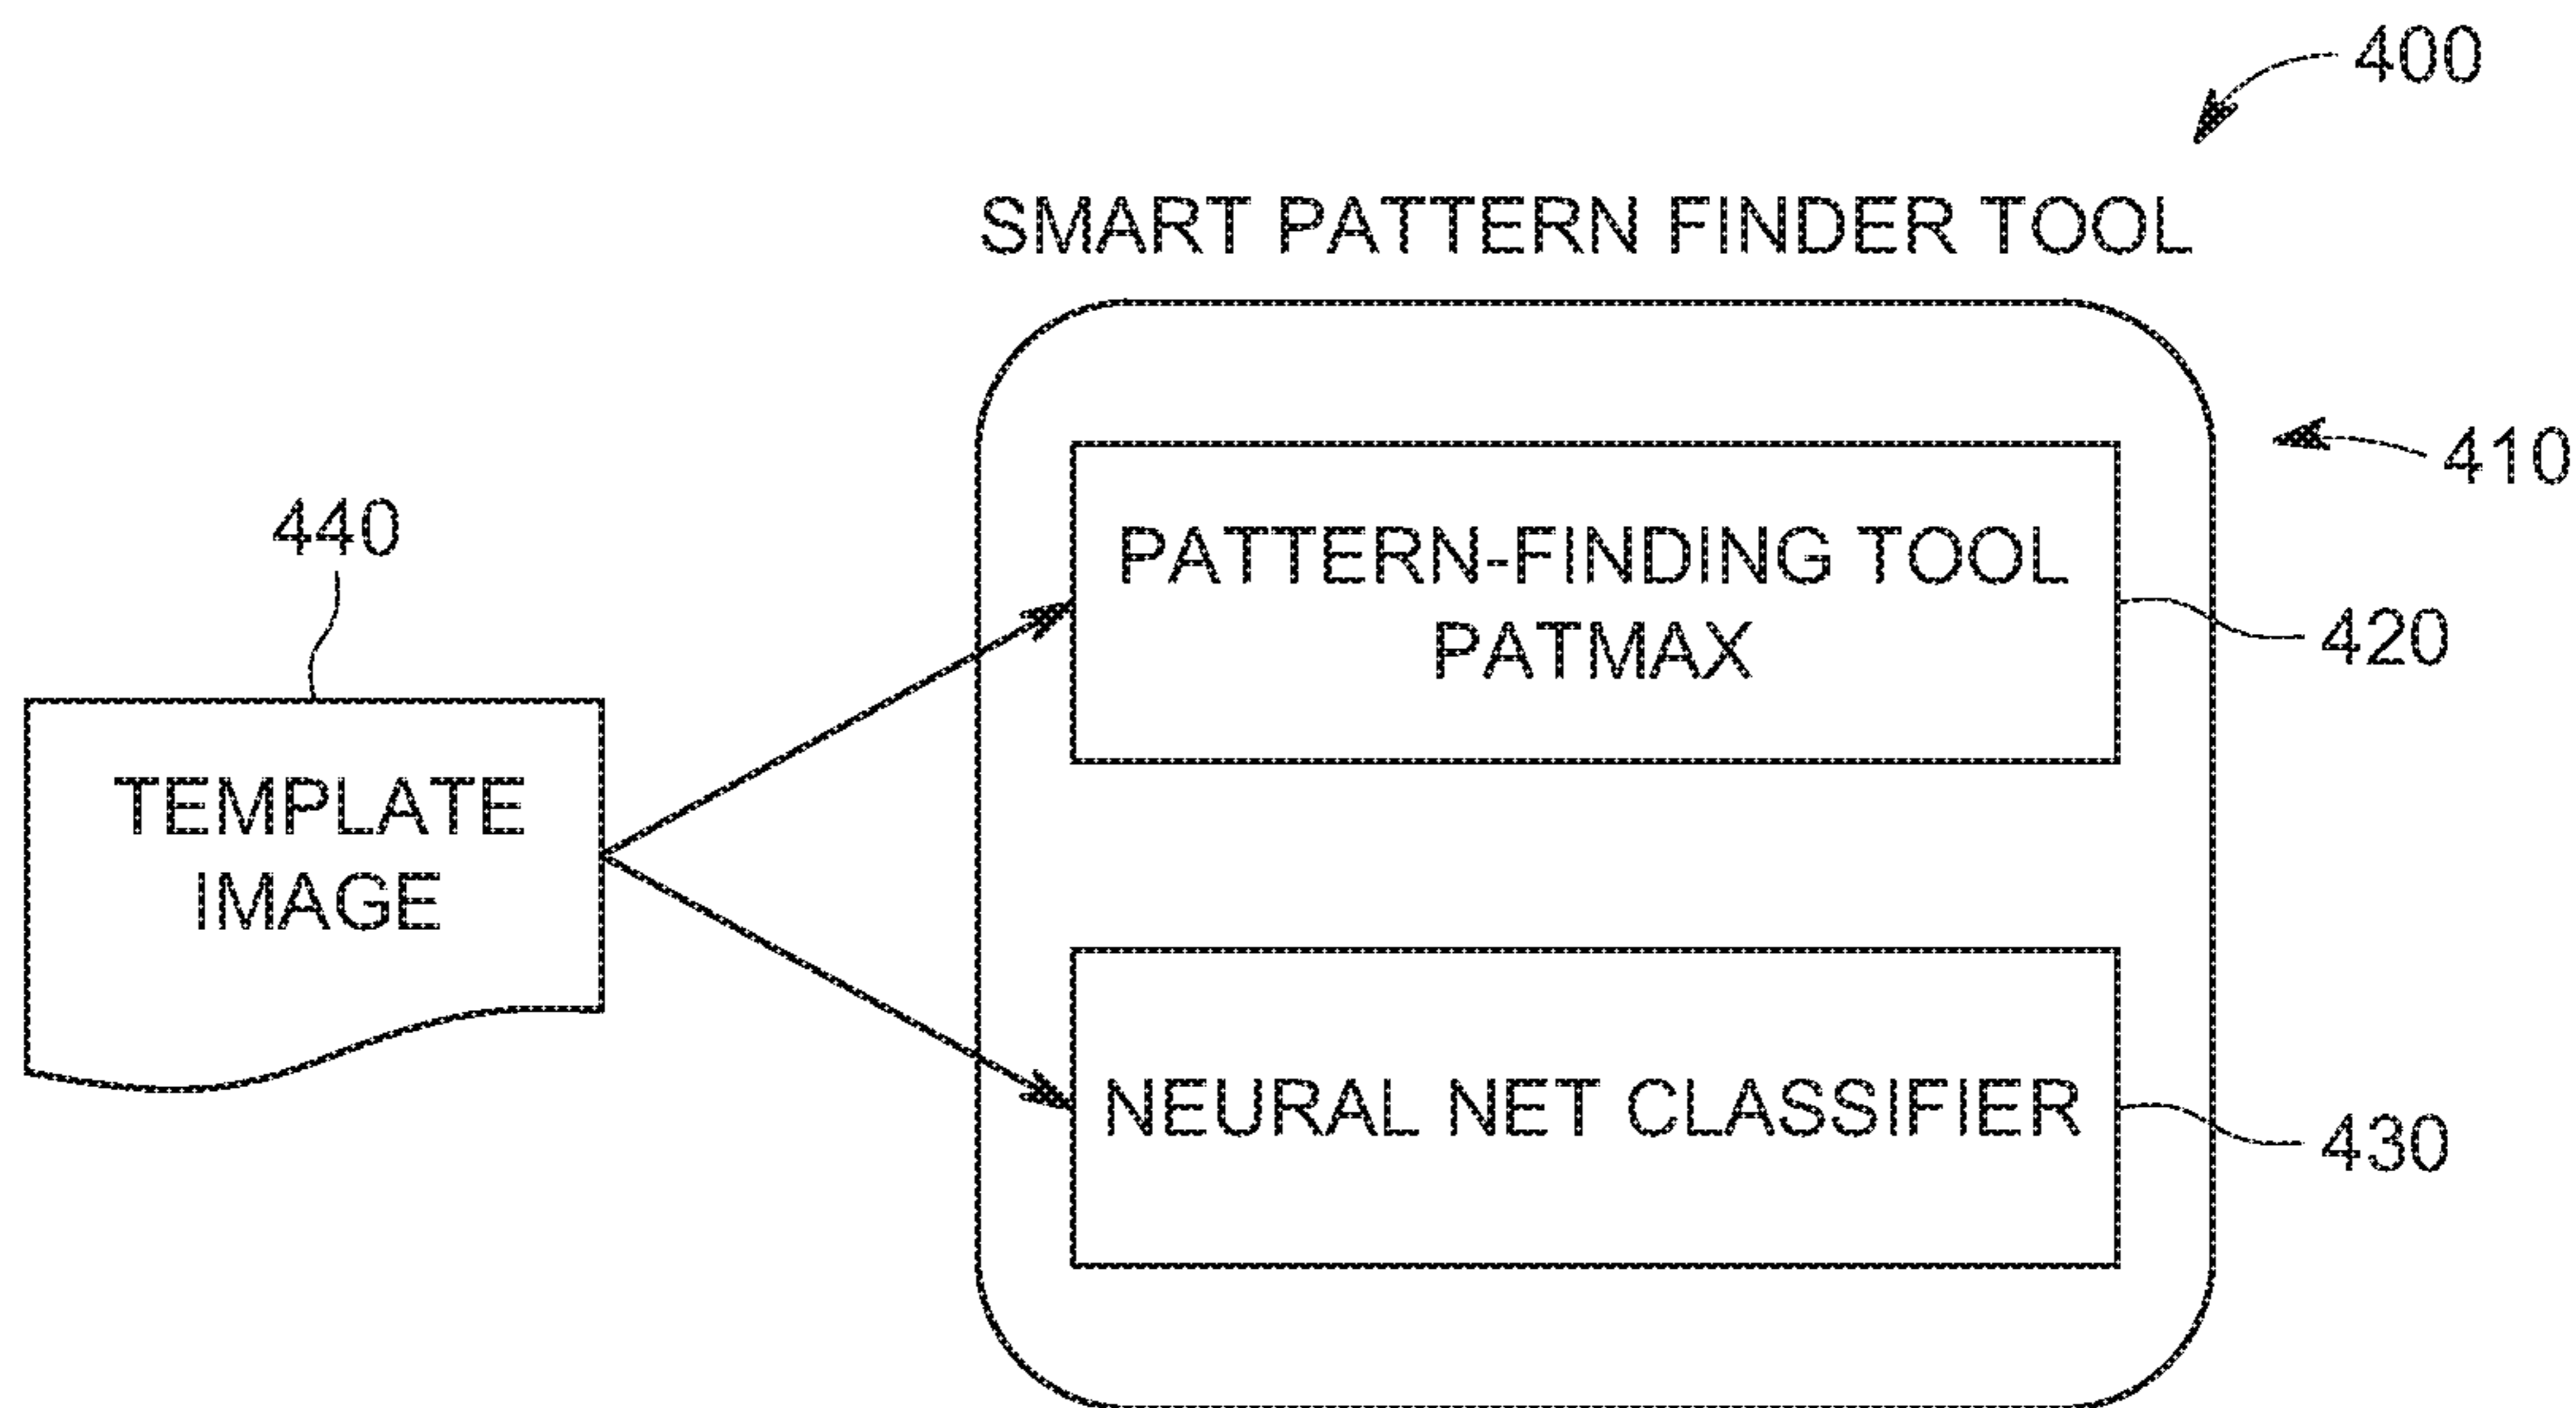 400
SMART PATTERN FINDER TOOL
410
440
PATTERN-FINDING TOOL
PATMAX
420
TEMPLATE
IMAGE
NEURAL NET CLASSIFIER
430